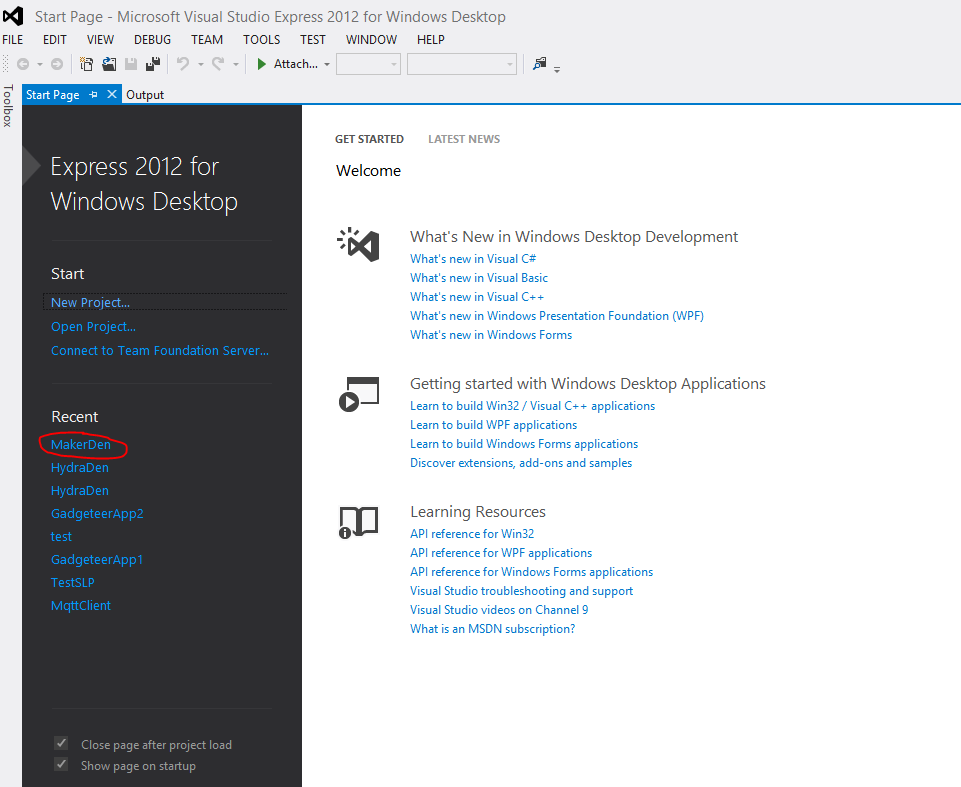 Start Page - Microsoft Visual Studio Express 2012 for Windows Desktop
FILE EDIT VIEW DEBUG TEAM TOOLS TEST WINDOW HELP
Attach...
Toolbox
Start Page Output
Express 2012 for
Windows Desktop
Start
New Project...
Open Project...
Connect to Team Foundation Server...
Recent
MakerDen
HydraDen
HydraDen
GadgeteerApp2
test
GadgeteerApp1
TestSLP
MqttClient
Close page after project load
Show page on startup
GET STARTED LATEST NEWS
Welcome
What's New in Windows Desktop Development
What's new in Visual C#
What's new in Visual Basic
What's new in Visual C++
What's new in Windows Presentation Foundation (WPF)
What's new in Windows Forms
Getting started with Windows Desktop Applications
Learn to build Win32 / Visual C++ applications
Learn to build WPF applications
Learn to build Windows Forms applications
Discover extensions, add-ons and samples
Learning Resources
API reference for Win32
API reference for WPF applications
API reference for Windows Forms applications
Visual Studio troubleshooting and support
Visual Studio videos on Channel 9
What is an MSDN subscription?